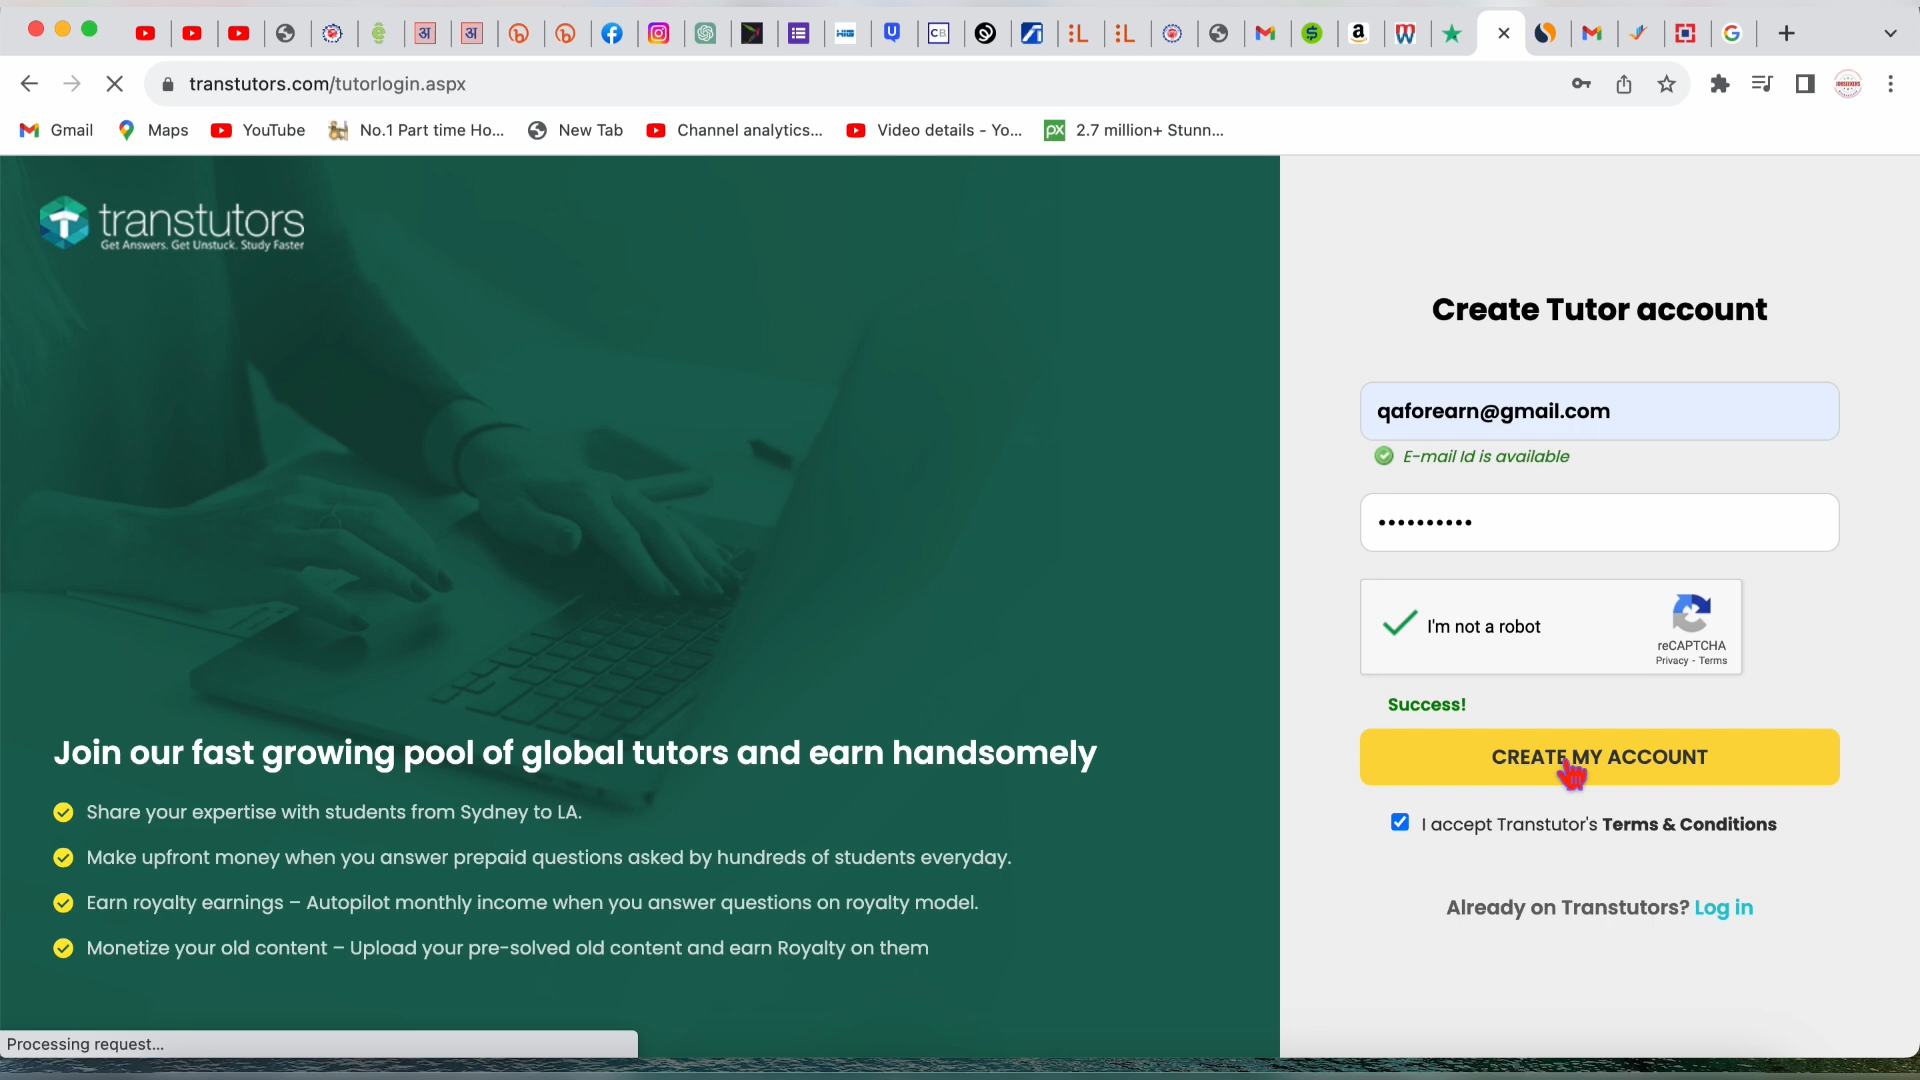 अ
अ
CB
transtutors.com/tutorlogin.aspx
Gmail
Maps
YouTube
No.1 Part time Ho...
New Tab
Channel analytics...
Video details - Yo...
px
2.7 million+ Stunn...
transtutors
Get Answers. Get Unstuck. Study Faster
Create Tutor account
qaforearn@gmail.com
E-mail Id is available
I'm not a robot
reCAPTCHA
Privacy - Terms
Success!
CREATE MY ACCOUNT
I accept Transtutor's Terms & Conditions
Already on Transtutors? Log in
Join our fast growing pool of global tutors and earn handsomely
Share your expertise with students from Sydney to LA.
Make upfront money when you answer prepaid questions asked by hundreds of students everyday.
Earn royalty earnings – Autopilot monthly income when you answer questions on royalty model.
Monetize your old content – Upload your pre-solved old content and earn Royalty on them
Processing request...